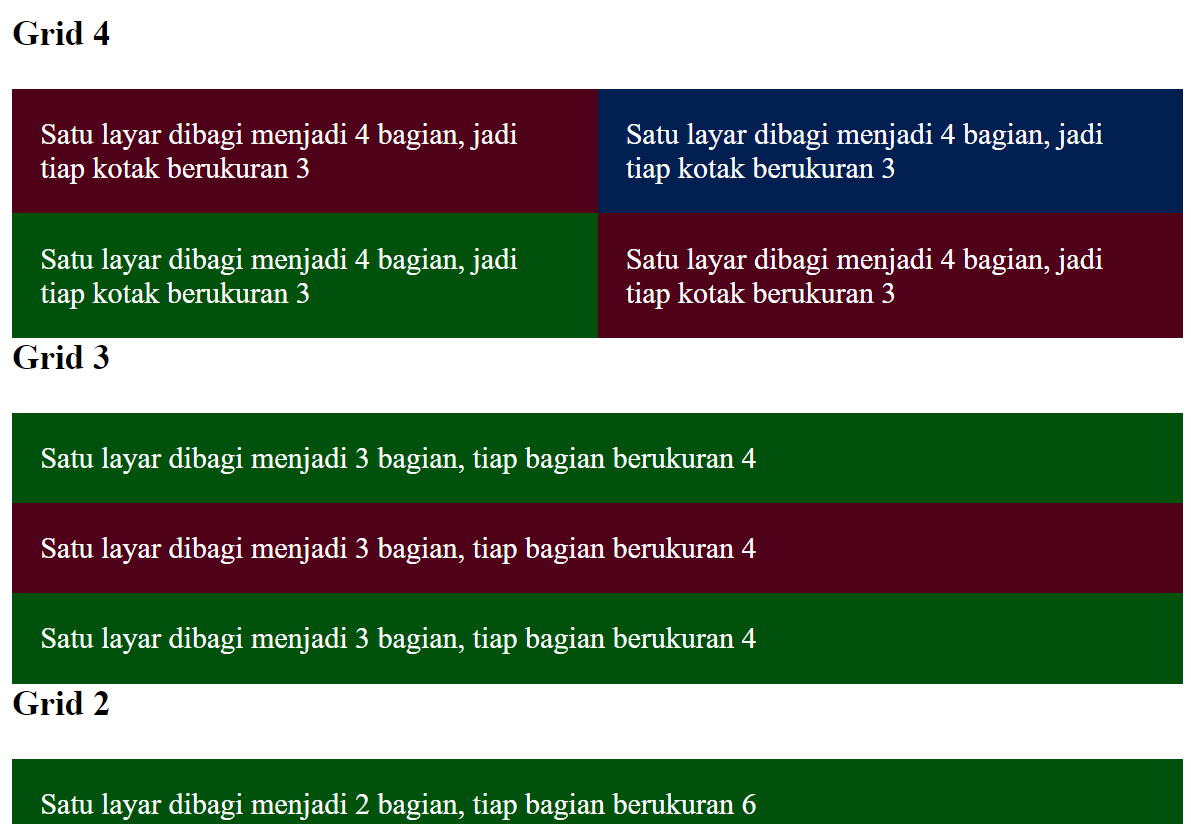 Grid 4
Satu layar dibagi menjadi 4 bagian, jadi
tiap kotak berukuran 3
Satu layar dibagi menjadi 4 bagian, jadi
tiap kotak berukuran 3
Satu layar dibagi menjadi 4 bagian, jadi
tiap kotak berukuran 3
Satu layar dibagi menjadi 4 bagian, jadi
tiap kotak berukuran 3
Grid 3
Satu layar dibagi menjadi 3 bagian, tiap bagian berukuran 4
Satu layar dibagi menjadi 3 bagian, tiap bagian berukuran 4
Satu layar dibagi menjadi 3 bagian, tiap bagian berukuran 4
Grid 2
Satu layar dibagi menjadi 2 bagian, tiap bagian berukuran 6